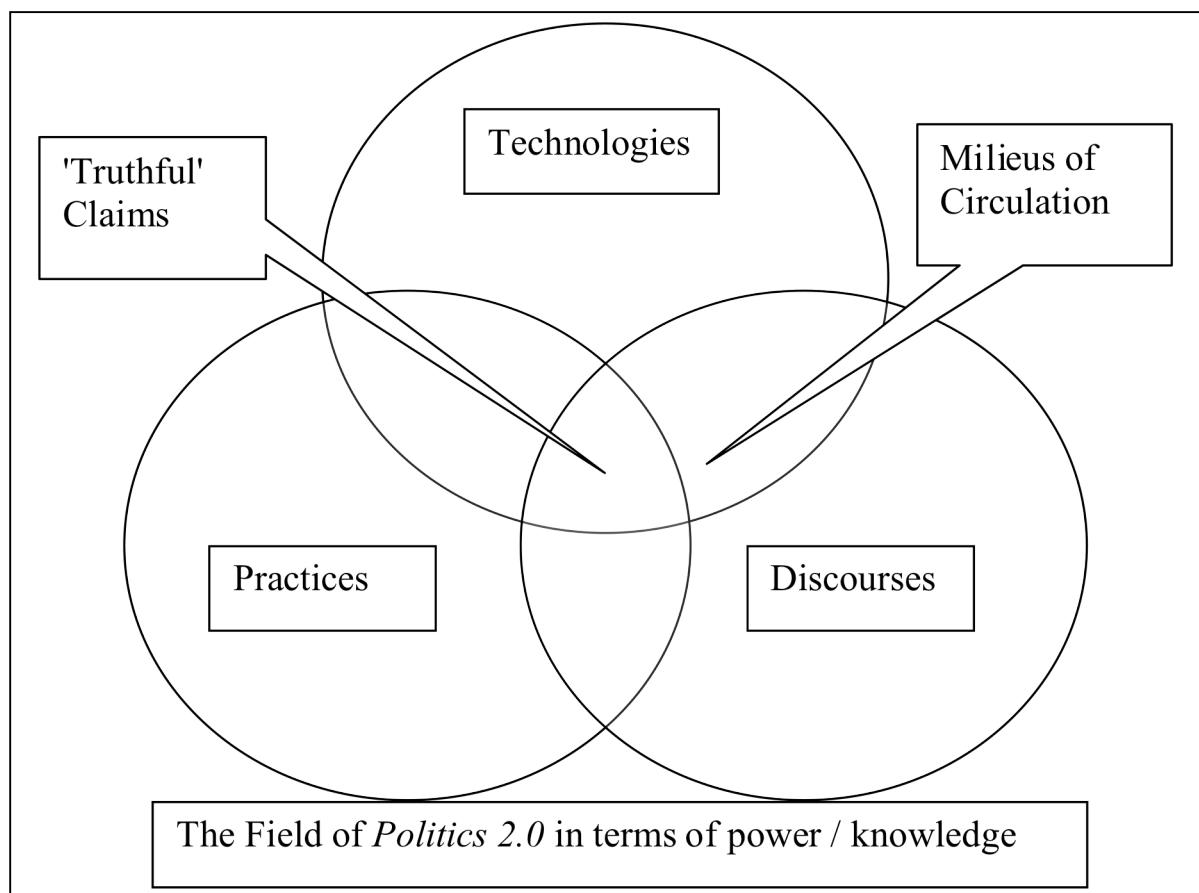 Technologies
'Truthful'
Claims
Milieus of
Circulation
Practices
Discourses
The Field of Politics 2.0 in terms of power / knowledge